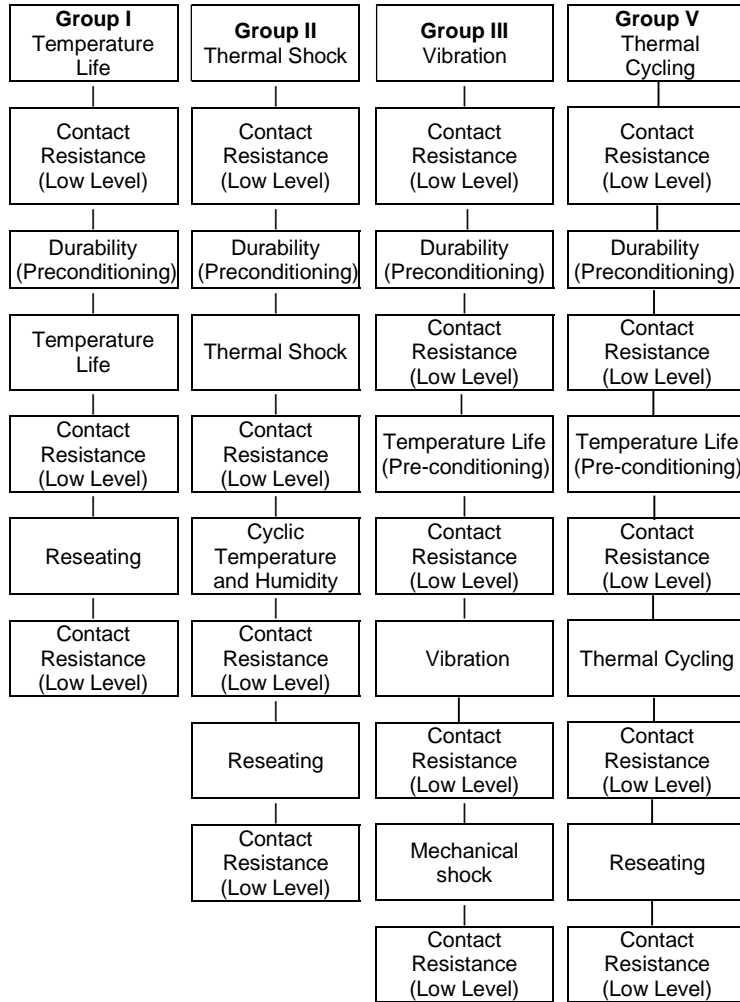 Group I
Temperature
Life
Contact
Resistance
(Low Level)
Durability
(Preconditioning)
Temperature
Life
Contact
Resistance
(Low Level)
Reseating
Contact
Resistance
(Low Level)
Group II
Thermal Shock
Contact
Resistance
(Low Level)
Durability
(Preconditioning)
Thermal Shock
Contact
Resistance
(Low Level)
Cyclic
Temperature
and Humidity
Contact
Resistance
(Low Level)
Reseating
Contact
Resistance
(Low Level)
Group III
Vibration
Contact
Resistance
(Low Level)
Durability
(Preconditioning)
Contact
Resistance
(Low Level)
Temperature Life
(Pre-conditioning)
Contact
Resistance
(Low Level)
Vibration
Contact
Resistance
(Low Level)
Mechanical
shock
Contact
Resistance
(Low Level)
Group V
Thermal
Cycling
Contact
Resistance
(Low Level)
Durability
(Preconditioning)
Contact
Resistance
(Low Level)
Temperature Life
(Pre-conditioning)
Contact
Resistance
(Low Level)
Thermal Cycling
Contact
Resistance
(Low Level)
Reseating
Contact
Resistance
(Low Level)